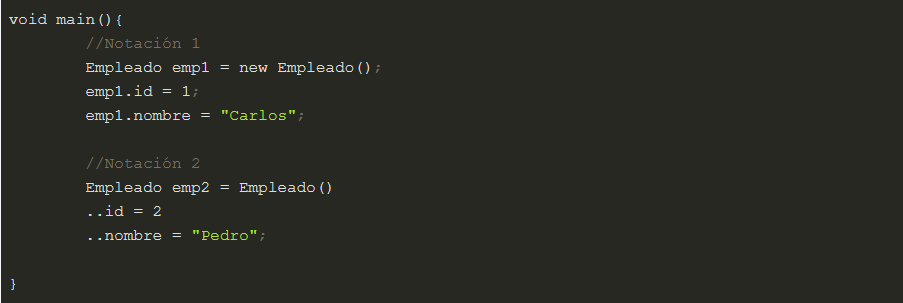 void main(){
//Notación 1
Empleado emp1 = new Empleado();
emp1.id = 1;
emp1.nombre = "Carlos";
//Notación 2
Empleado emp2 = Empleado()
..id = 2
..nombre = "Pedro";
}